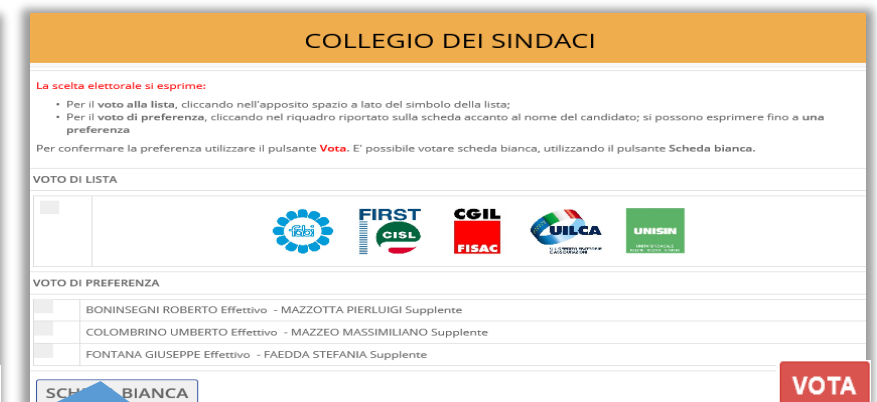 COLLEGIO DEI SINDACI
La scelta elettorale si esprime:
• Per il voto alla lista, cliccando nell'apposito spazio a lato del simbolo della lista;
• Per il voto di preferenza, cliccando nel riquadro riportato sulla scheda accanto al nome del candidato; si possono esprimere fino a una
preferenza
Per confermare la preferenza utilizzare il pulsante Vota. E' possibile votare scheda bianca, utilizzando il pulsante Scheda bianca.
VOTO DI LISTA
fabi FIRST CISL CGIL FISAC UILCA UNISIN
VOTO DI PREFERENZA
BONINSEGNI ROBERTO Effettivo - MAZZOTTA PIERLUIGI Supplente
COLOMBRINO UMBERTO Effettivo - MAZZEO MASSIMILIANO Supplente
FONTANA GIUSEPPE Effettivo - FAEDDA STEFANIA Supplente
BIANCA
VOTA